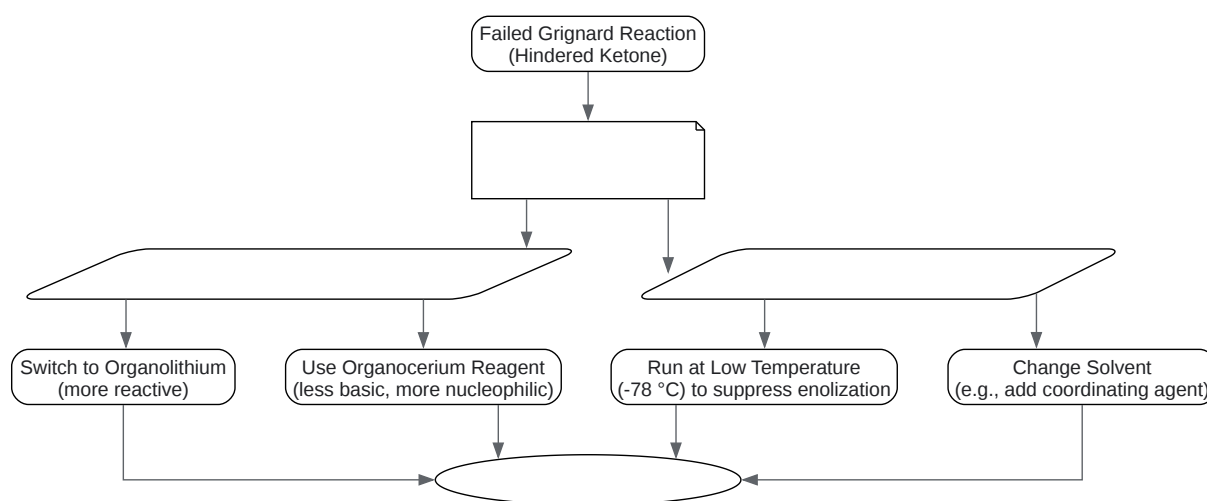 Failed Grignard Reaction
(Hindered Ketone)
Switch to Organolithium
(more reactive)
Use Organocerium Reagent
(less basic, more nucleophilic)
Run at Low Temperature
(-78 °C) to suppress enolization
Change Solvent
(e.g., add coordinating agent)